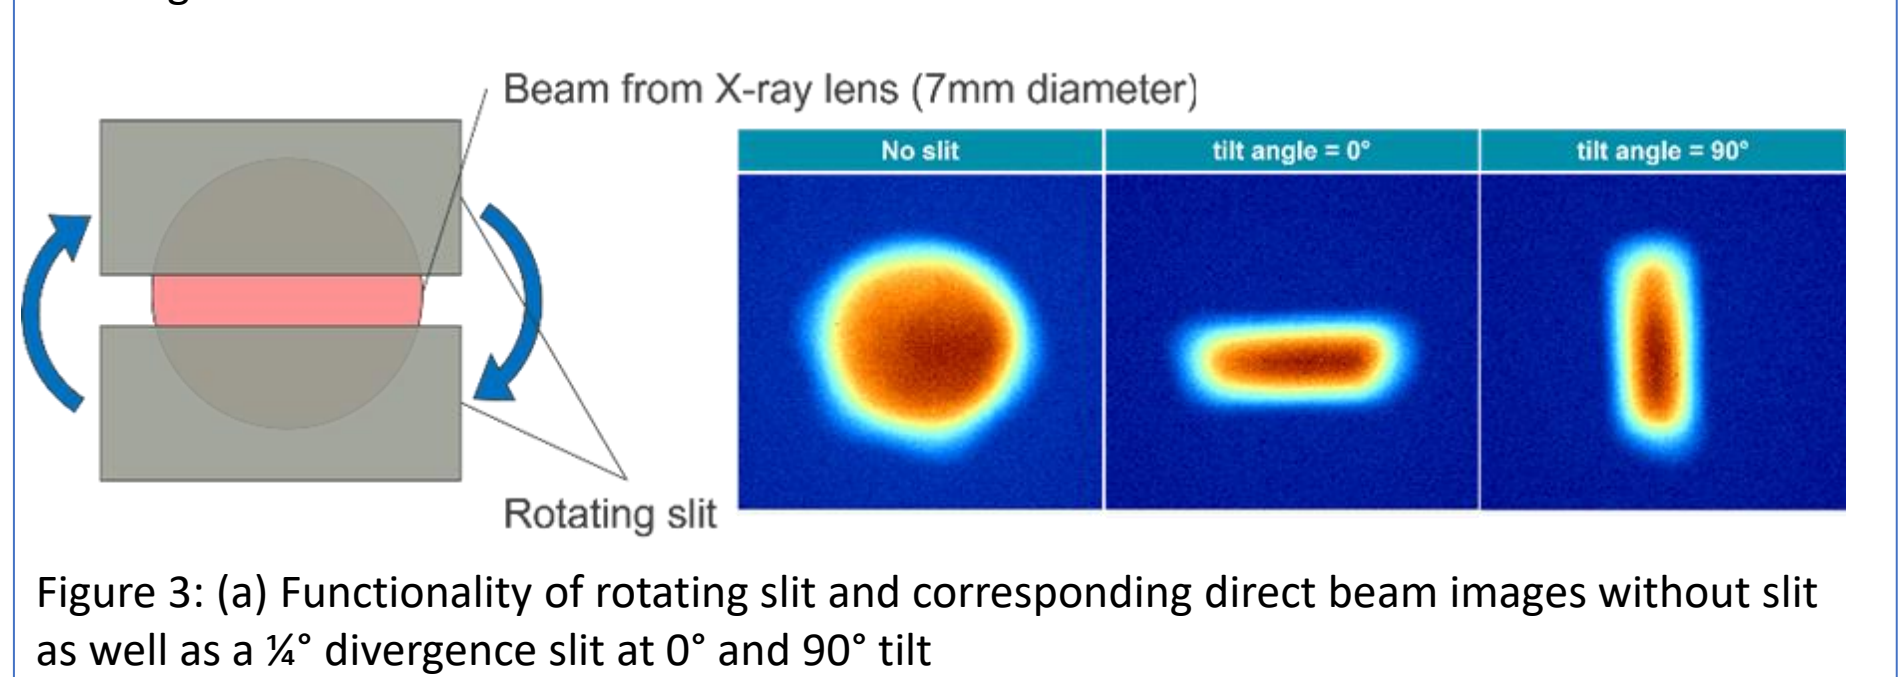 Beam from X-ray lens (7mm diameter)
No slit
tilt angle = 0°
tilt angle = 90°
Rotating slit
Figure 3: (a) Functionality of rotating slit and corresponding direct beam images without slit
as well as a ¼° divergence slit at 0° and 90° tilt